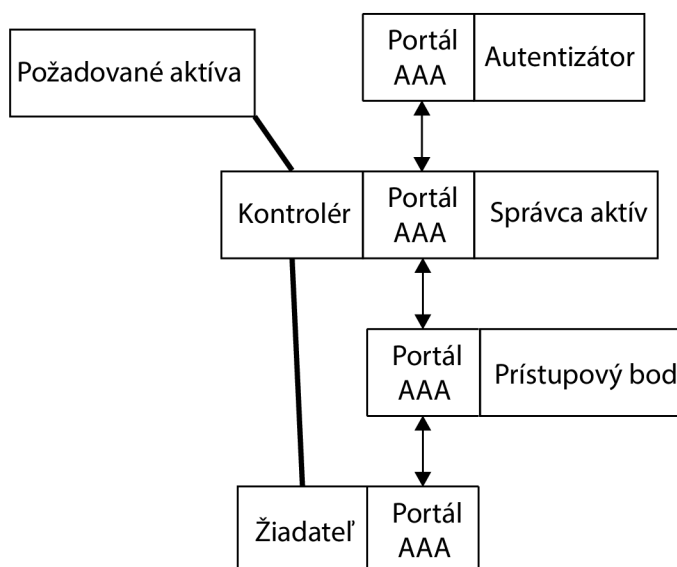 Požadované aktíva
Portál
AAA
Autentizátor
Kontrolér
Portál
AAA
Správca aktív
Portál
AAA
Prístupový bod
Žiadateľ
Portál
AAA